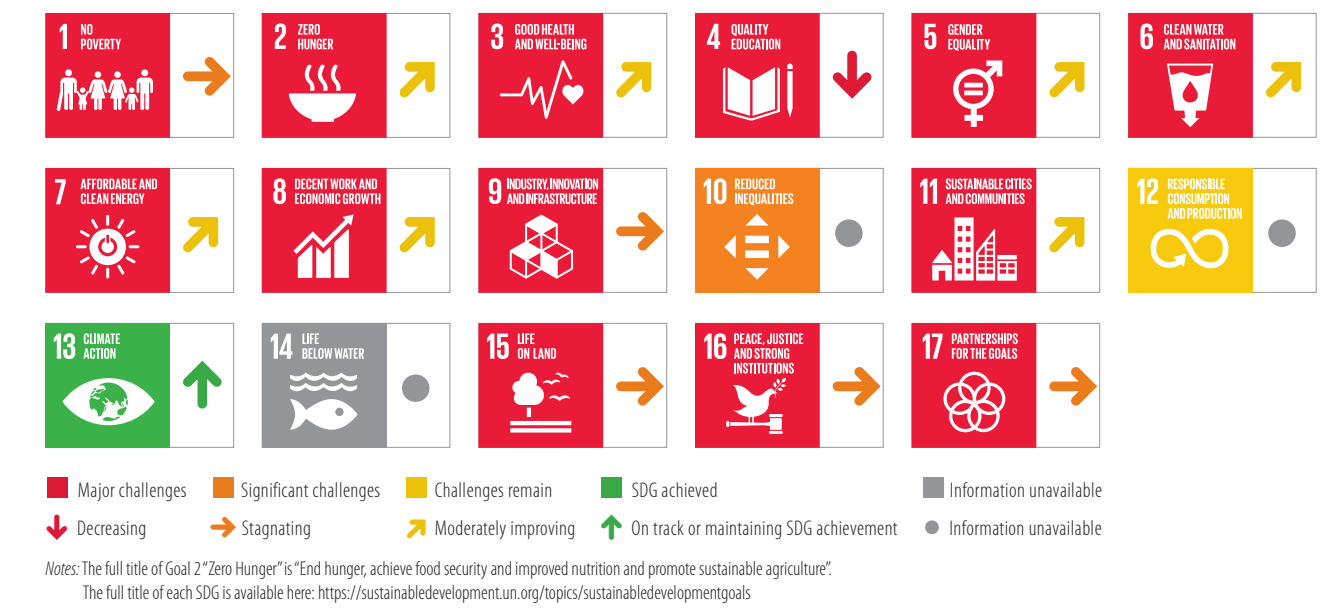 1 NO
POVERTY
2 ZERO
HUNGER
3 GOOD HEALTH
AND WELL-BEING
4 QUALITY
EDUCATION
5 GENDER
EQUALITY
6 CLEAN WATER
AND SANITATION
7 AFFORDABLE AND
CLEAN ENERGY
8 DECENT WORK AND
ECONOMIC GROWTH
9 INDUSTRY, INNOVATION
AND INFRASTRUCTURE
10 REDUCED
INEQUALITIES
11 SUSTAINABLE CITIES
AND COMMUNITIES
12 RESPONSIBLE
CONSUMPTION
AND PRODUCTION
13 CLIMATE
ACTION
14 LIFE
BELOW WATER
15 LIFE
ON LAND
16 PEACE, JUSTICE
AND STRONG
INSTITUTIONS
17 PARTNERSHIPS
FOR THE GOALS
Major challenges Significant challenges Challenges remain SDG achieved Information unavailable
Decreasing Stagnating Moderately improving On track or maintaining SDG achievement Information unavailable
Notes: The full title of Goal 2 “Zero Hunger” is “End hunger, achieve food security and improved nutrition and promote sustainable agriculture”.
The full title of each SDG is available here: https://sustainabledevelopment.un.org/topics/sustainabledevelopmentgoals